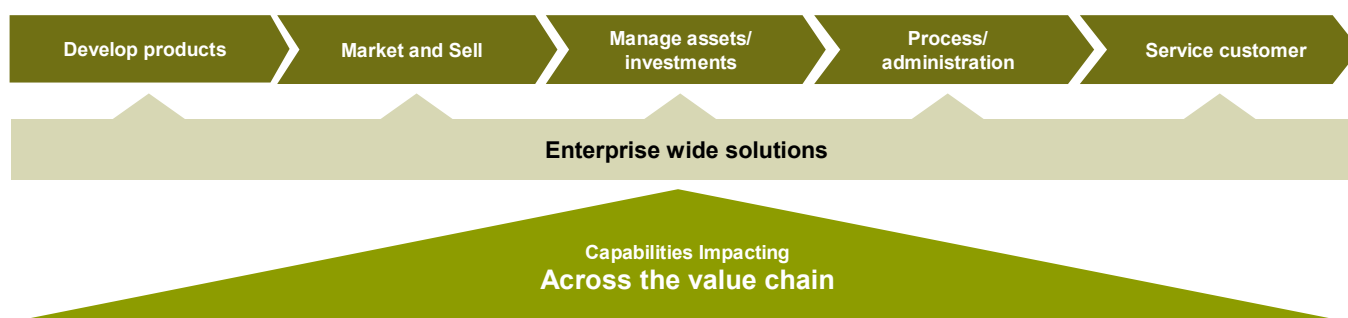 Develop products
Market and Sell
Manage assets/
investments
Process/
administration
Service customer
Enterprise wide solutions
Capabilities Impacting
Across the value chain